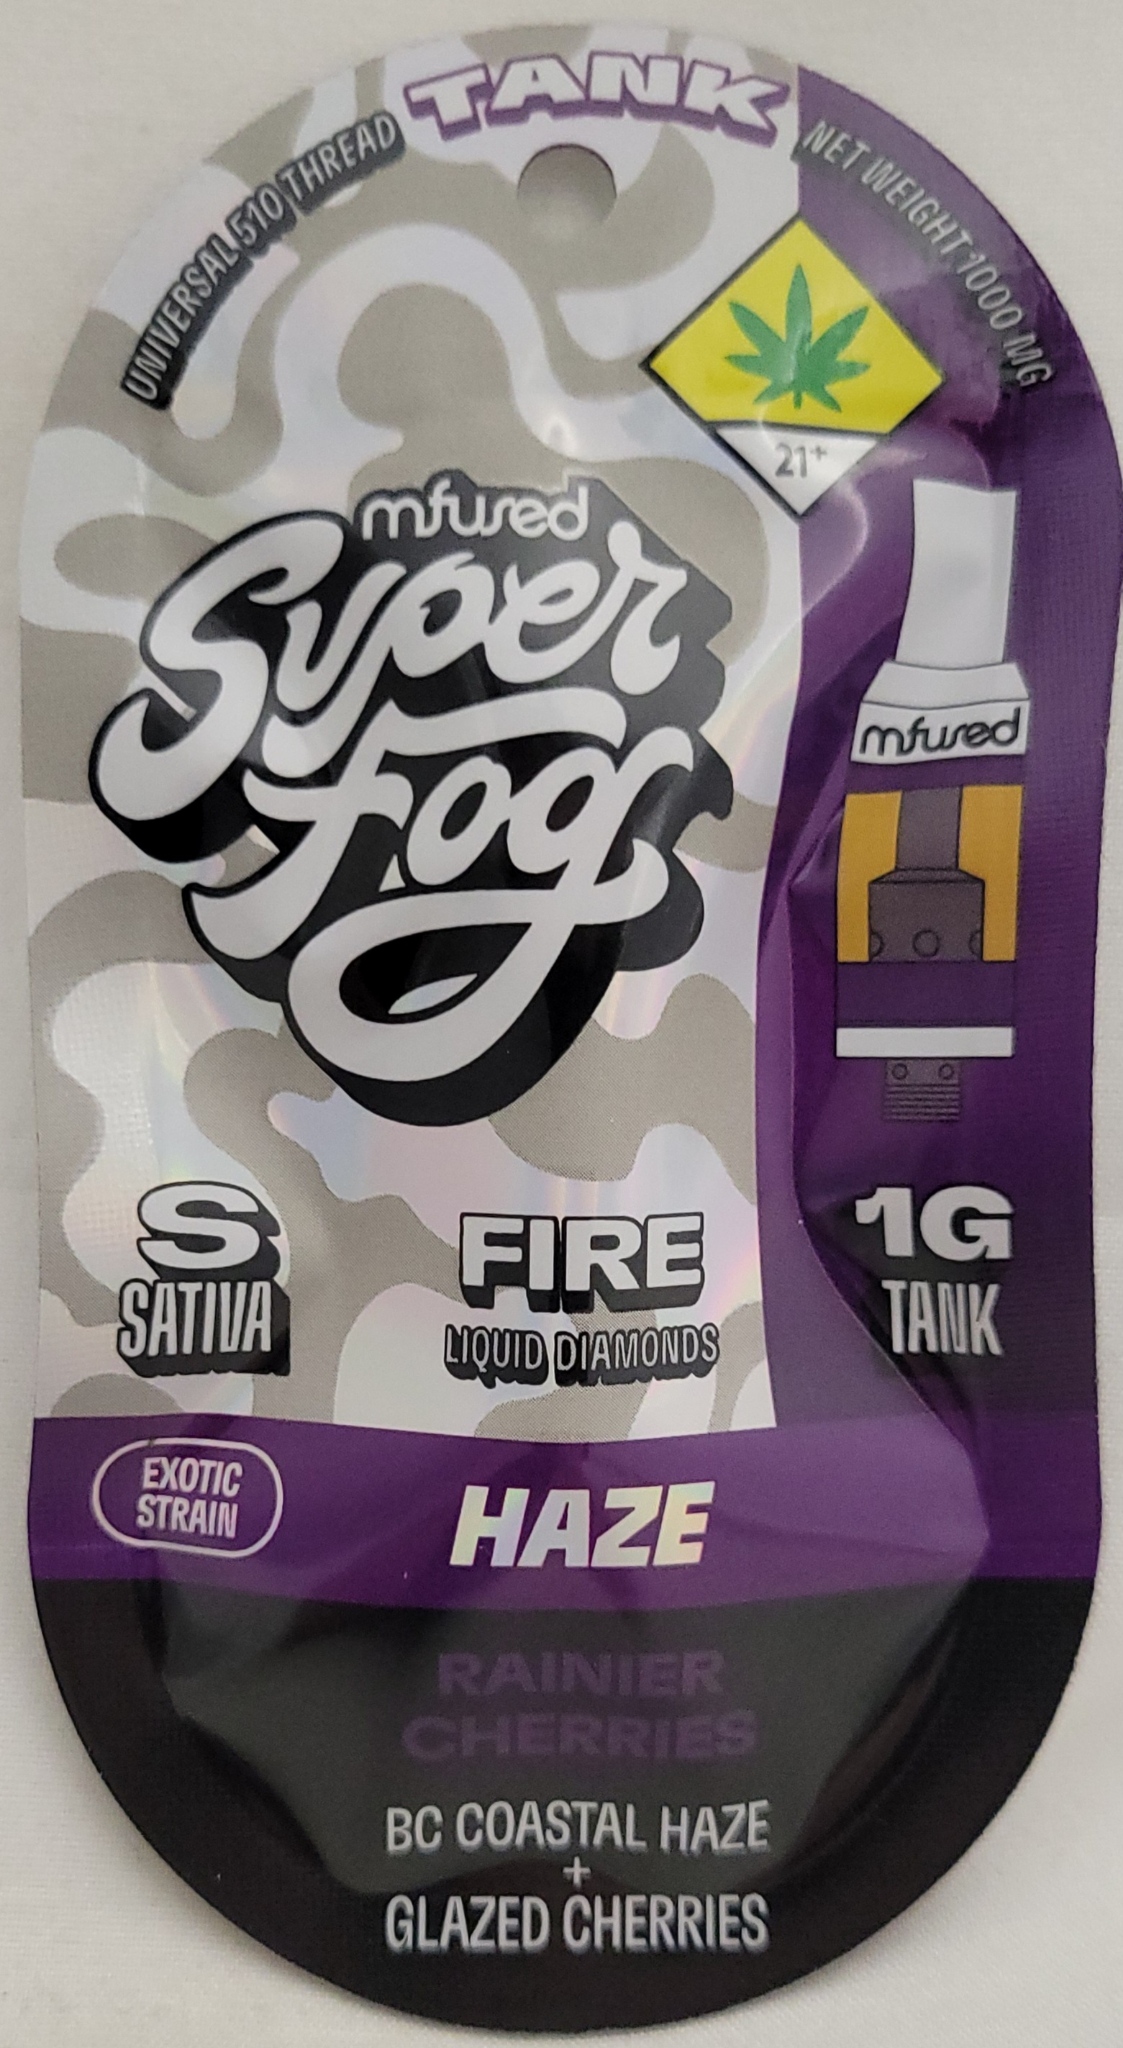 TANK
UNIVERSAL 510 THREAD
NET WEIGHT 1000 MG
21+
mfused
Super
Fog
mfused
S
SATIVA
FIRE
LIQUID DIAMONDS
1G
TANK
EXOTIC
STRAIN
HAZE
RAINIER
CHERRIES
BC COASTAL HAZE
+
GLAZED CHERRIES